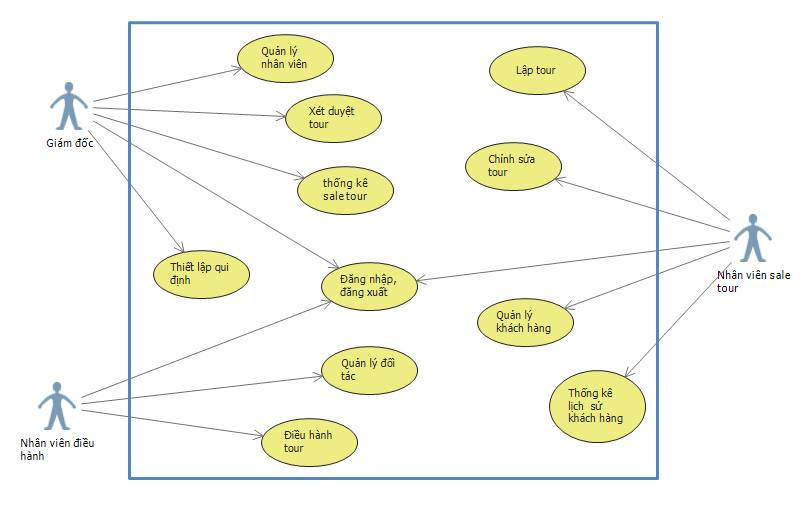 Quản lý
nhân viên
Lập tour
Xét duyệt
tour
Giám đốc
Chỉnh sửa
tour
thống kê
sale tour
Thiết lập qui
định
Đăng nhập,
đăng xuất
Nhân viên sale
tour
Quản lý
khách hàng
Quản lý đối
tác
Thống kê
lịch sử
khách hàng
Nhân viên điều
hành
Điều hành
tour